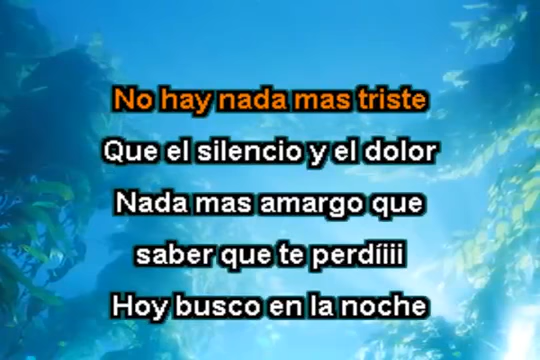 No hay nada mas triste
Que el silencio y el dolor
Nada mas amargo que
saber que te perdíiii
Hoy busco en la noche